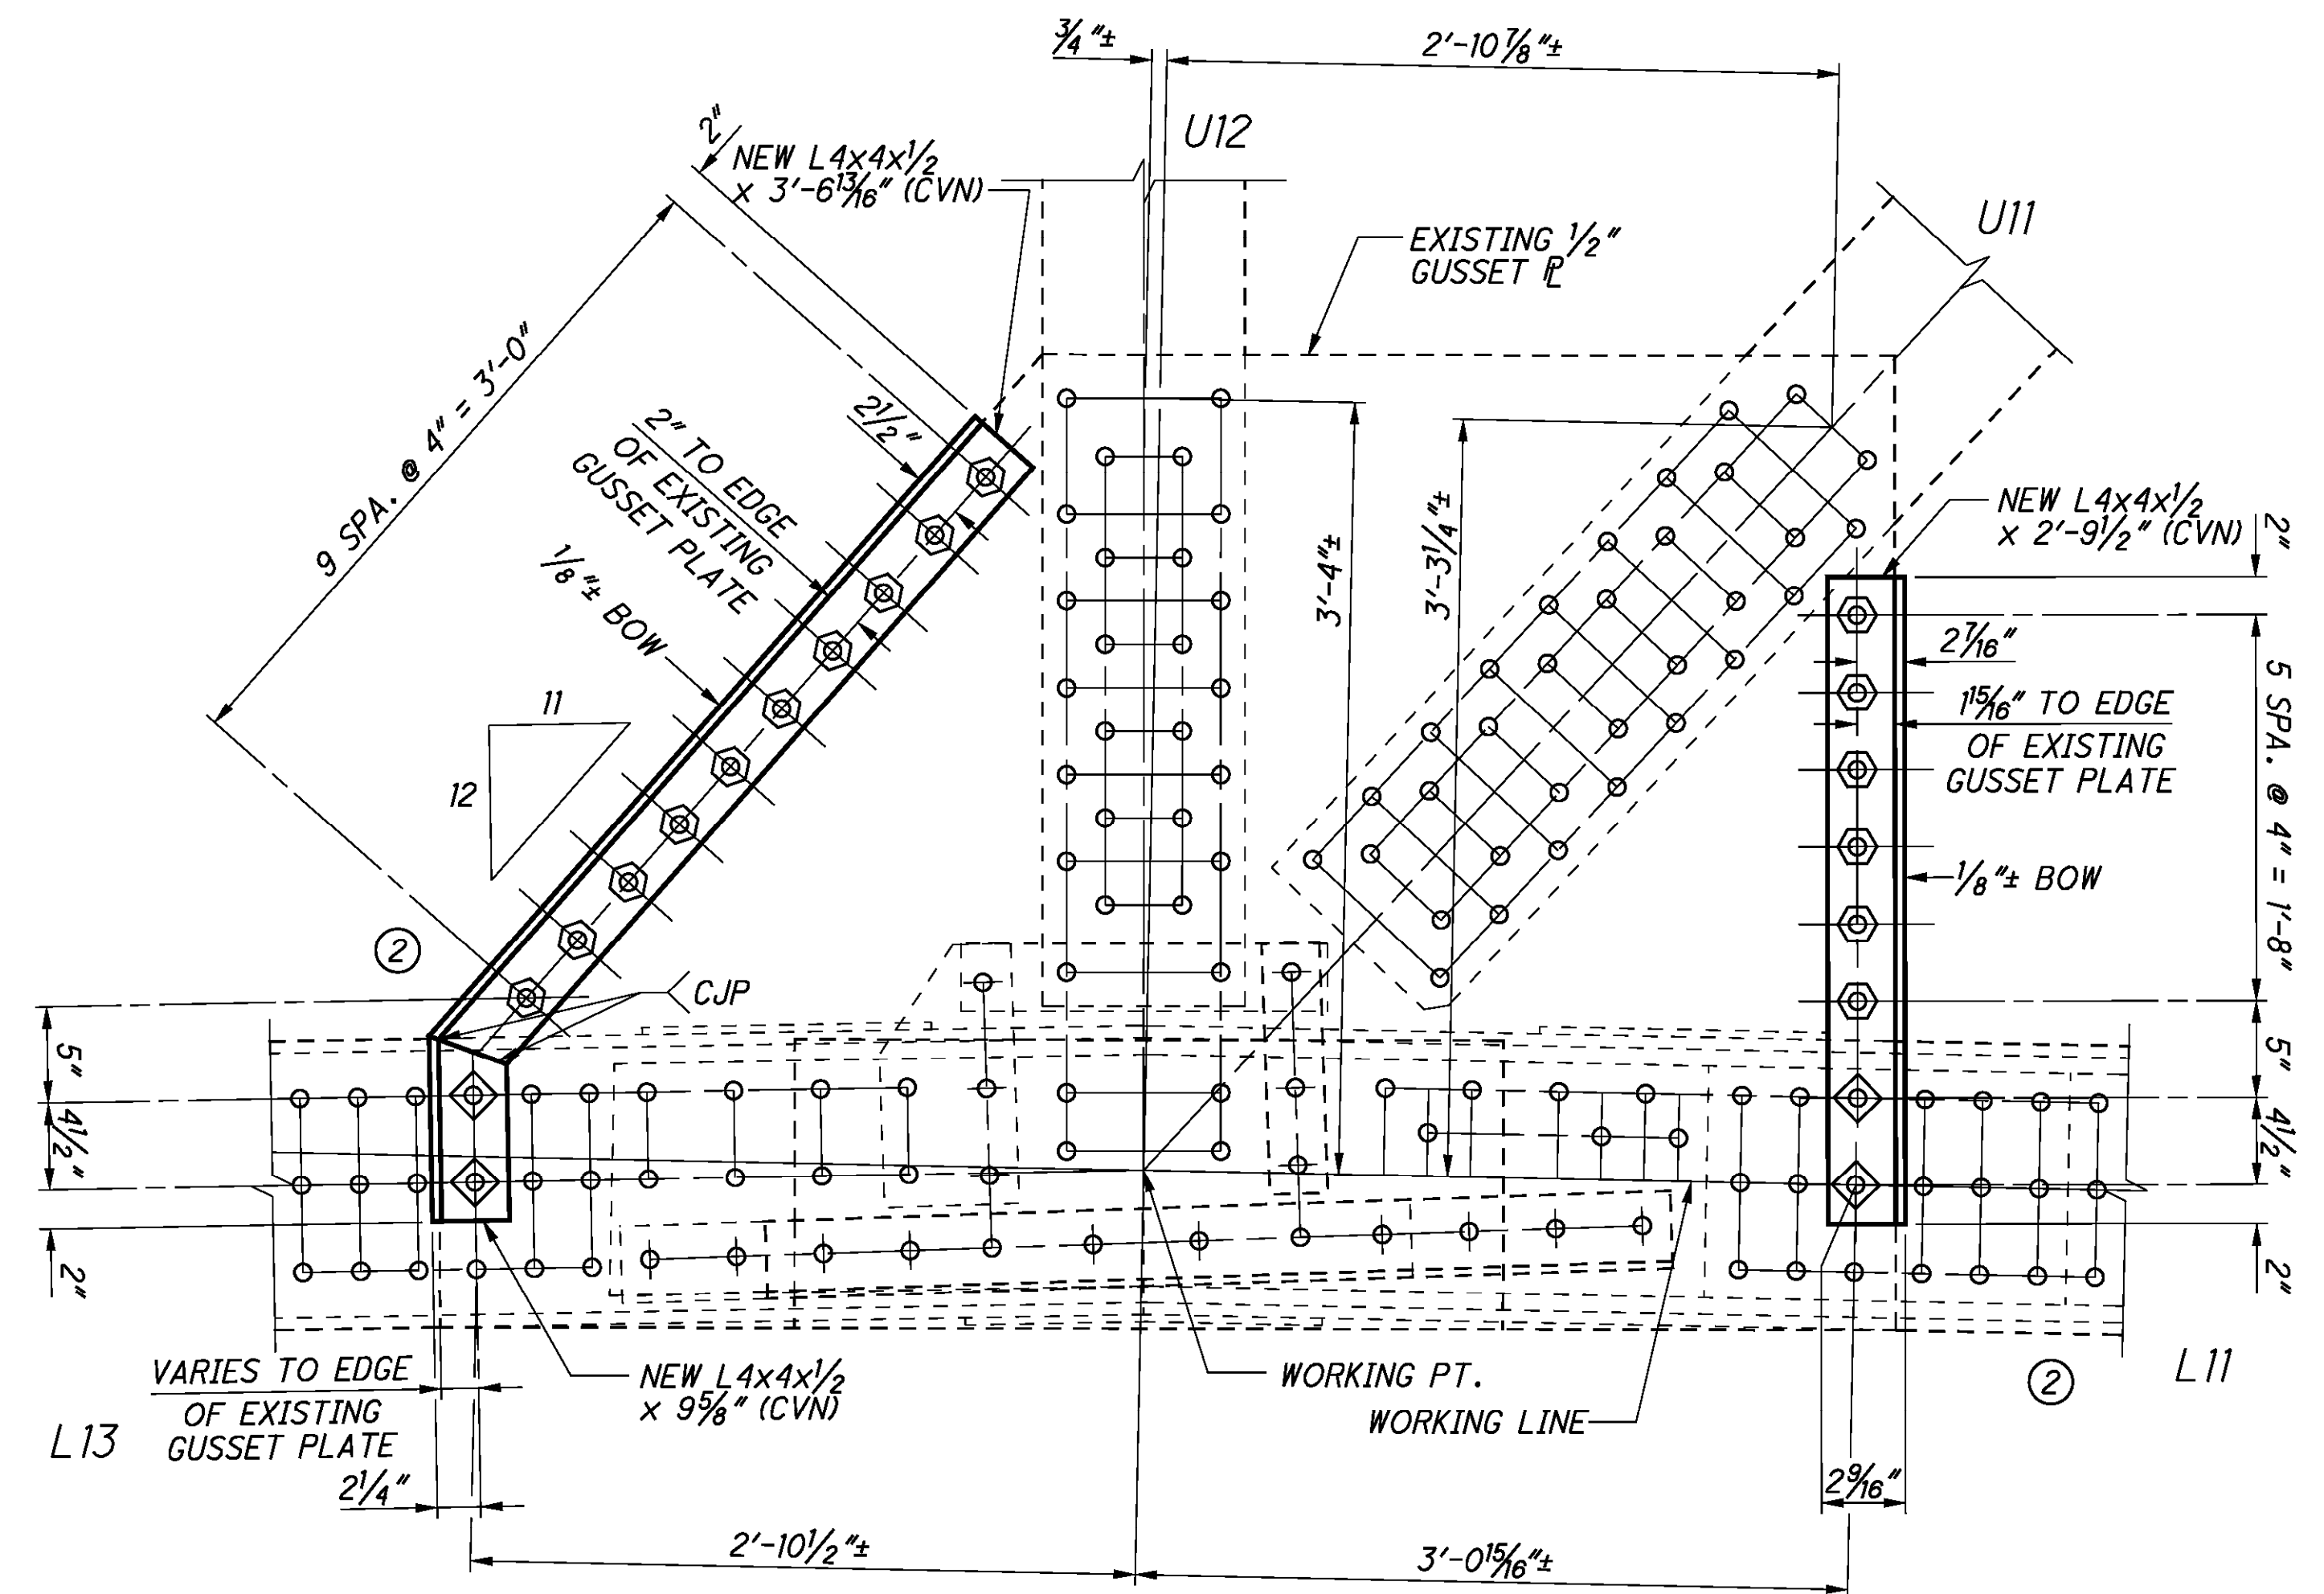 3/4"±
2'-10 7/8"±
U12
2"
NEW L4x4x1/2
x 3'-6 13/16" (CVN)
U11
EXISTING 1/2"
GUSSET ℄
9 SPA. @ 4" = 3'-0"
2 1/2"
2" TO EDGE
OF EXISTING
GUSSET PLATE
1/8"± BOW
3'-4"±
3'-3 1/4"±
NEW L4x4x1/2
x 2'-9 1/2" (CVN)
2"
2 7/16"
1 15/16" TO EDGE
OF EXISTING
GUSSET PLATE
5 SPA. @ 4" = 1'-8"
1/8"± BOW
11
12
2
CJP
5"
4 1/2"
2"
5"
4 1/2"
2"
VARIES TO EDGE
OF EXISTING
GUSSET PLATE
L13
2 1/4"
NEW L4x4x1/2
x 9 5/8" (CVN)
WORKING PT.
WORKING LINE
2
L11
2 9/16"
2'-10 1/2"±
3'-0 15/16"±